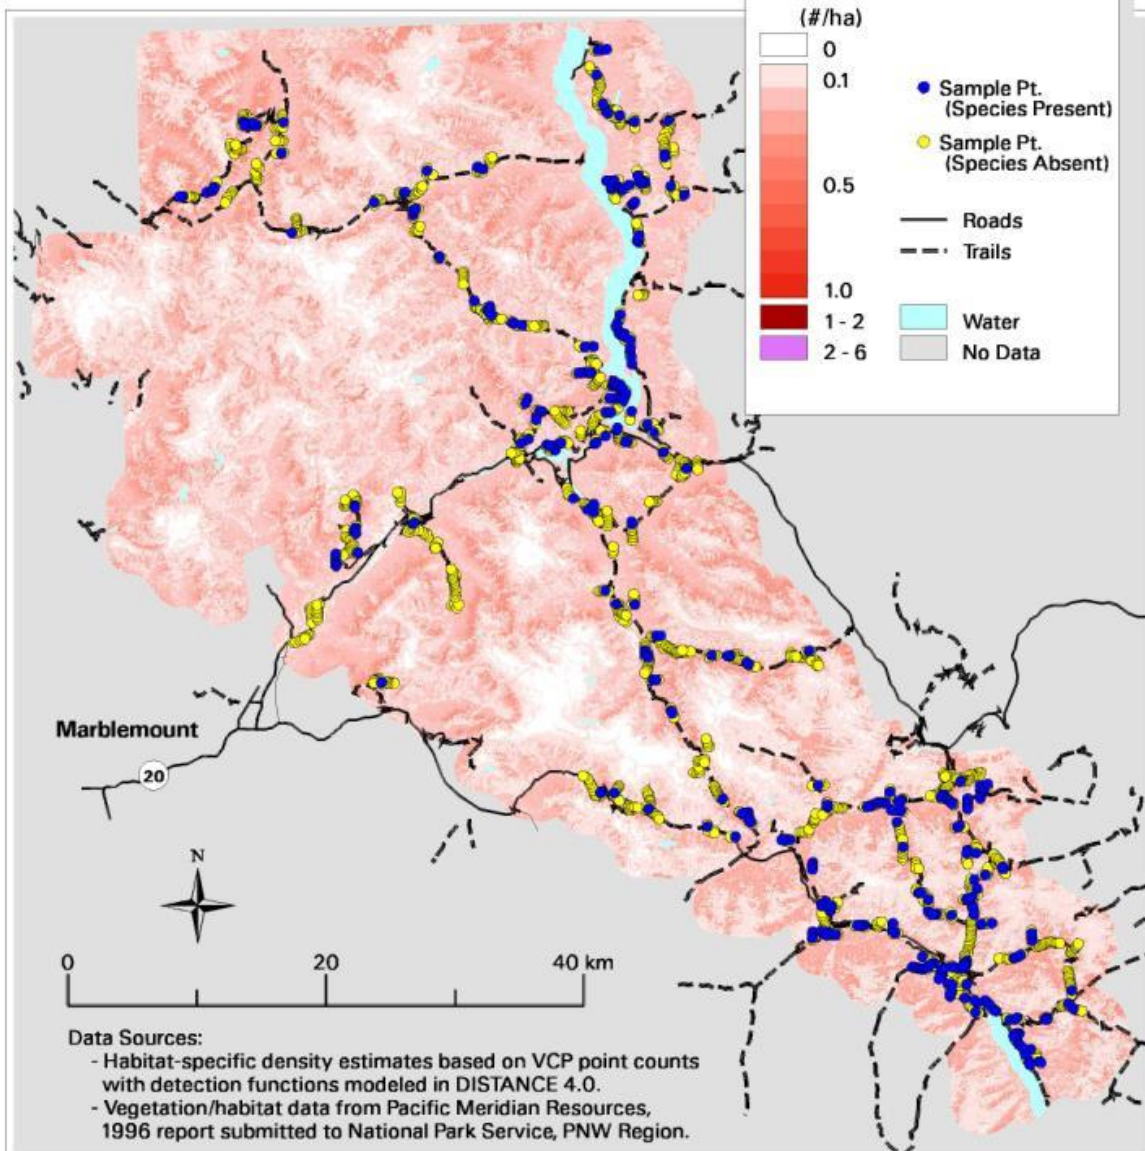 (#/ha)
0
0.1
0.5
1.0
1 - 2
2 - 6
Sample Pt.
(Species Present)
Sample Pt.
(Species Absent)
Roads
Trails
Water
No Data
Marblemount
20
N
0 20 40 km
Data Sources:
- Habitat-specific density estimates based on VCP point counts
with detection functions modeled in DISTANCE 4.0.
- Vegetation/habitat data from Pacific Meridian Resources,
1996 report submitted to National Park Service, PNW Region.